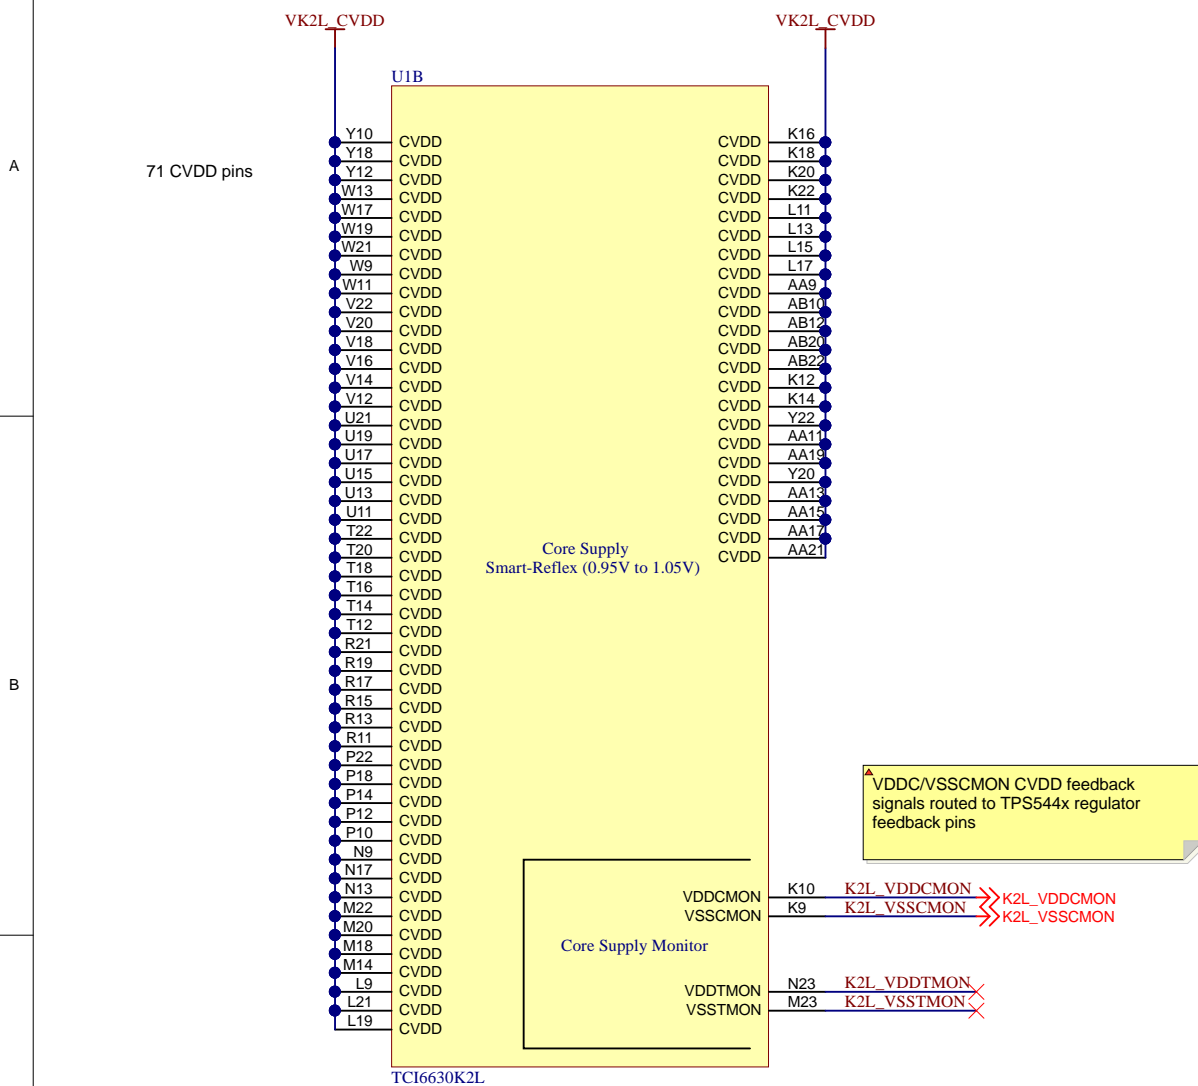 VK2L_CVDD
VK2L_CVDD
U1B
A
71 CVDD pins
Y10 CVDD
Y18 CVDD
Y12 CVDD
W13 CVDD
W17 CVDD
W19 CVDD
W21 CVDD
W9 CVDD
W11 CVDD
V22 CVDD
V20 CVDD
V18 CVDD
V16 CVDD
V14 CVDD
V12 CVDD
U21 CVDD
U19 CVDD
U17 CVDD
U15 CVDD
U13 CVDD
U11 CVDD
T22 CVDD
T20 CVDD
T18 CVDD
T16 CVDD
T14 CVDD
T12 CVDD
R21 CVDD
R19 CVDD
R17 CVDD
R15 CVDD
R13 CVDD
R11 CVDD
P22 CVDD
P18 CVDD
P14 CVDD
P12 CVDD
P10 CVDD
N9 CVDD
N17 CVDD
N13 CVDD
M22 CVDD
M20 CVDD
M18 CVDD
M14 CVDD
L9 CVDD
L21 CVDD
L19 CVDD
CVDD K16
CVDD K18
CVDD K20
CVDD K22
CVDD L11
CVDD L13
CVDD L15
CVDD L17
CVDD AA9
CVDD AB10
CVDD AB12
CVDD AB20
CVDD AB22
CVDD K12
CVDD K14
CVDD Y22
CVDD AA11
CVDD AA19
CVDD Y20
CVDD AA13
CVDD AA15
CVDD AA17
CVDD AA21
Core Supply
Smart-Reflex (0.95V to 1.05V)
B
VDDC/VSSCMON CVDD feedback
signals routed to TPS544x regulator
feedback pins
VDDCMON K10 K2L_VDDCMON K2L_VDDCMON
VSSCMON K9 K2L_VSSCMON K2L_VSSCMON
Core Supply Monitor
VDDTMON N23 K2L_VDDTMON
VSSTMON M23 K2L_VSSTMON
TCI6630K2L